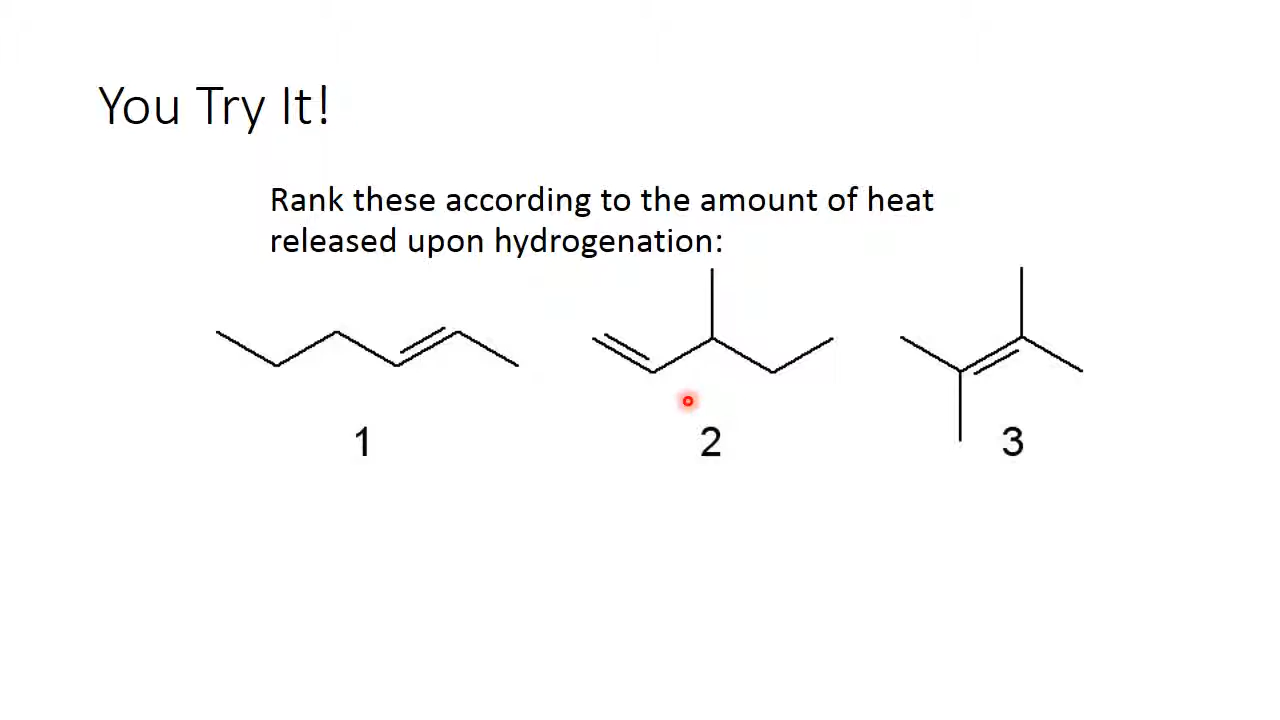 You Try It!
Rank these according to the amount of heat
released upon hydrogenation:
1
2
3